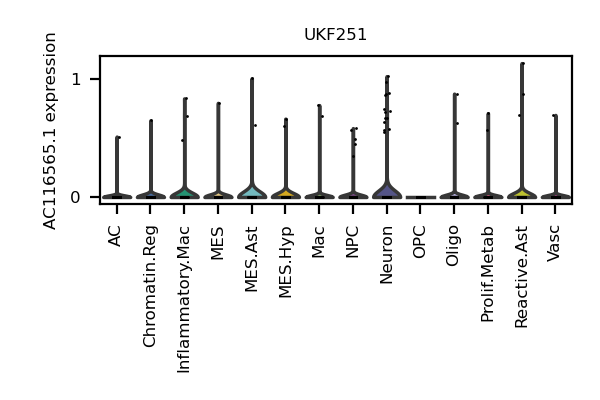 UKF251
AC116565.1 expression
1
0
AC
Chromatin.Reg
Inflammatory.Mac
MES
MES.Ast
MES.Hyp
Mac
NPC
Neuron
OPC
Oligo
Prolif.Metab
Reactive.Ast
Vasc